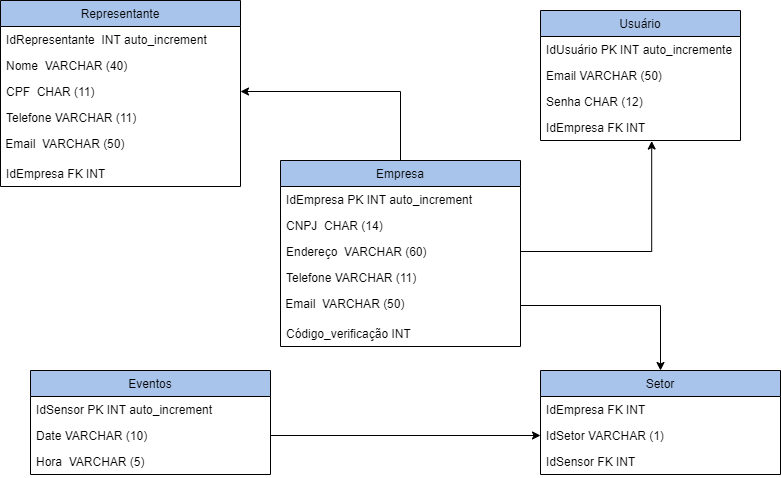 Representante
IdRepresentante  INT auto_increment
Nome  VARCHAR (40)
CPF  CHAR (11)
Telefone VARCHAR (11)
Email  VARCHAR (50)
IdEmpresa FK INT
Usuário
IdUsuário PK INT auto_incremente
Email VARCHAR (50)
Senha CHAR (12)
IdEmpresa FK INT
Empresa
IdEmpresa PK INT auto_increment
CNPJ  CHAR (14)
Endereço  VARCHAR (60)
Telefone VARCHAR (11)
Email  VARCHAR (50)
Código_verificação INT
Eventos
IdSensor PK INT auto_increment
Date VARCHAR (10)
Hora  VARCHAR (5)
Setor
IdEmpresa FK INT
IdSetor VARCHAR (1)
IdSensor FK INT